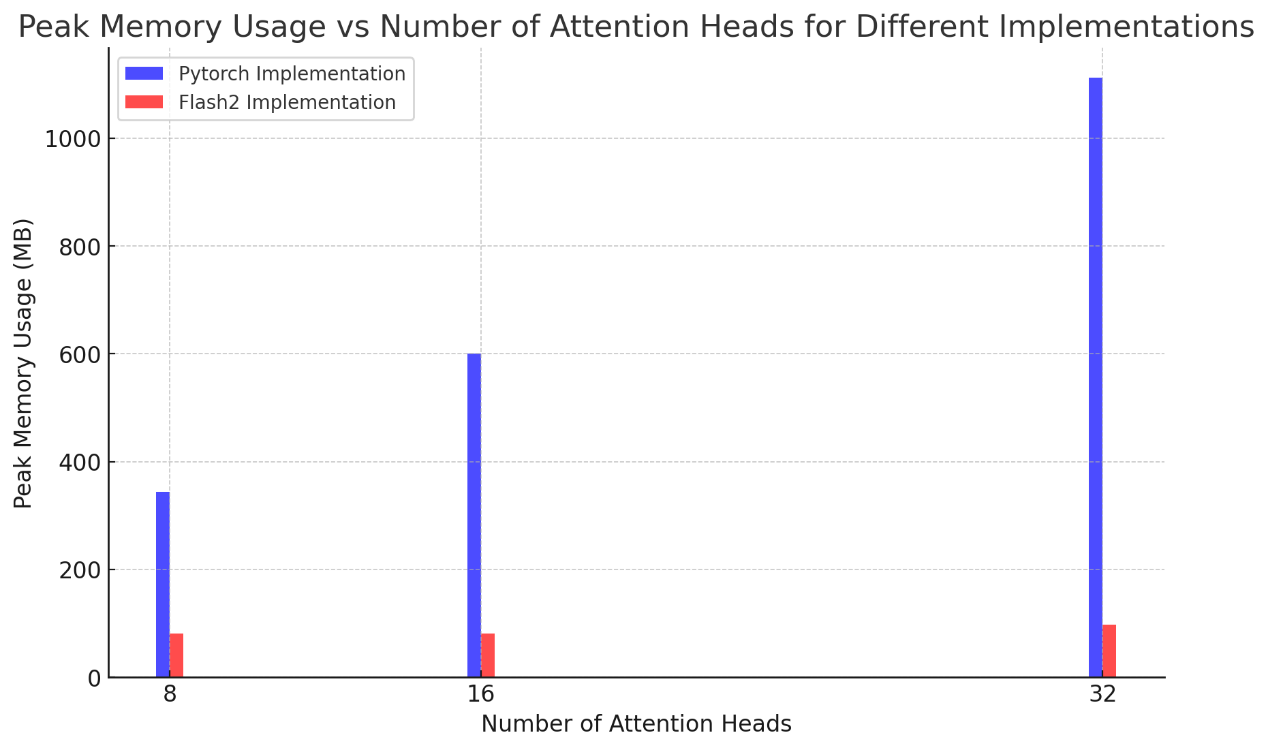 Peak Memory Usage vs Number of Attention Heads for Different Implementations
Pytorch Implementation
Flash2 Implementation
Peak Memory Usage (MB)
1000
800
600
400
200
0
8 16 32
Number of Attention Heads